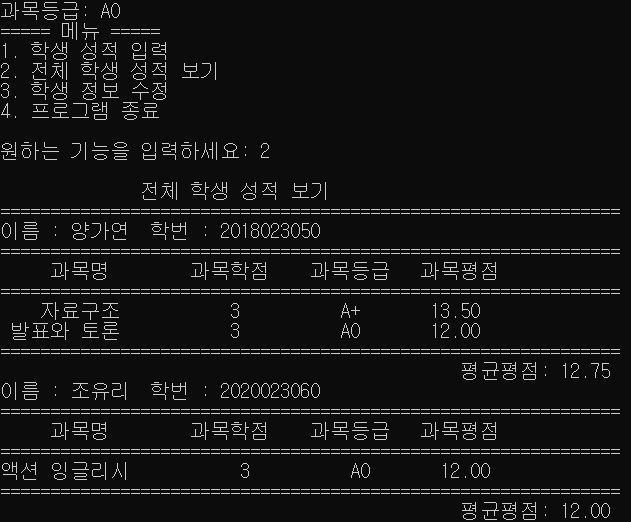 과목등급: A0
===== 메뉴 =====
1. 학생 성적 입력
2. 전체 학생 성적 보기
3. 학생 정보 수정
4. 프로그램 종료
원하는 기능을 입력하세요: 2
전체 학생 성적 보기
==============================================================
이름 : 양가연  학번 : 2018023050
==============================================================
과목명 과목학점 과목등급 과목평점
==============================================================
자료구조 3 A+ 13.50
발표와 토론 3 A0 12.00
==============================================================
평균평점: 12.75
이름 : 조유리  학번 : 2020023060
==============================================================
과목명 과목학점 과목등급 과목평점
==============================================================
액션 잉글리시 3 A0 12.00
==============================================================
평균평점: 12.00